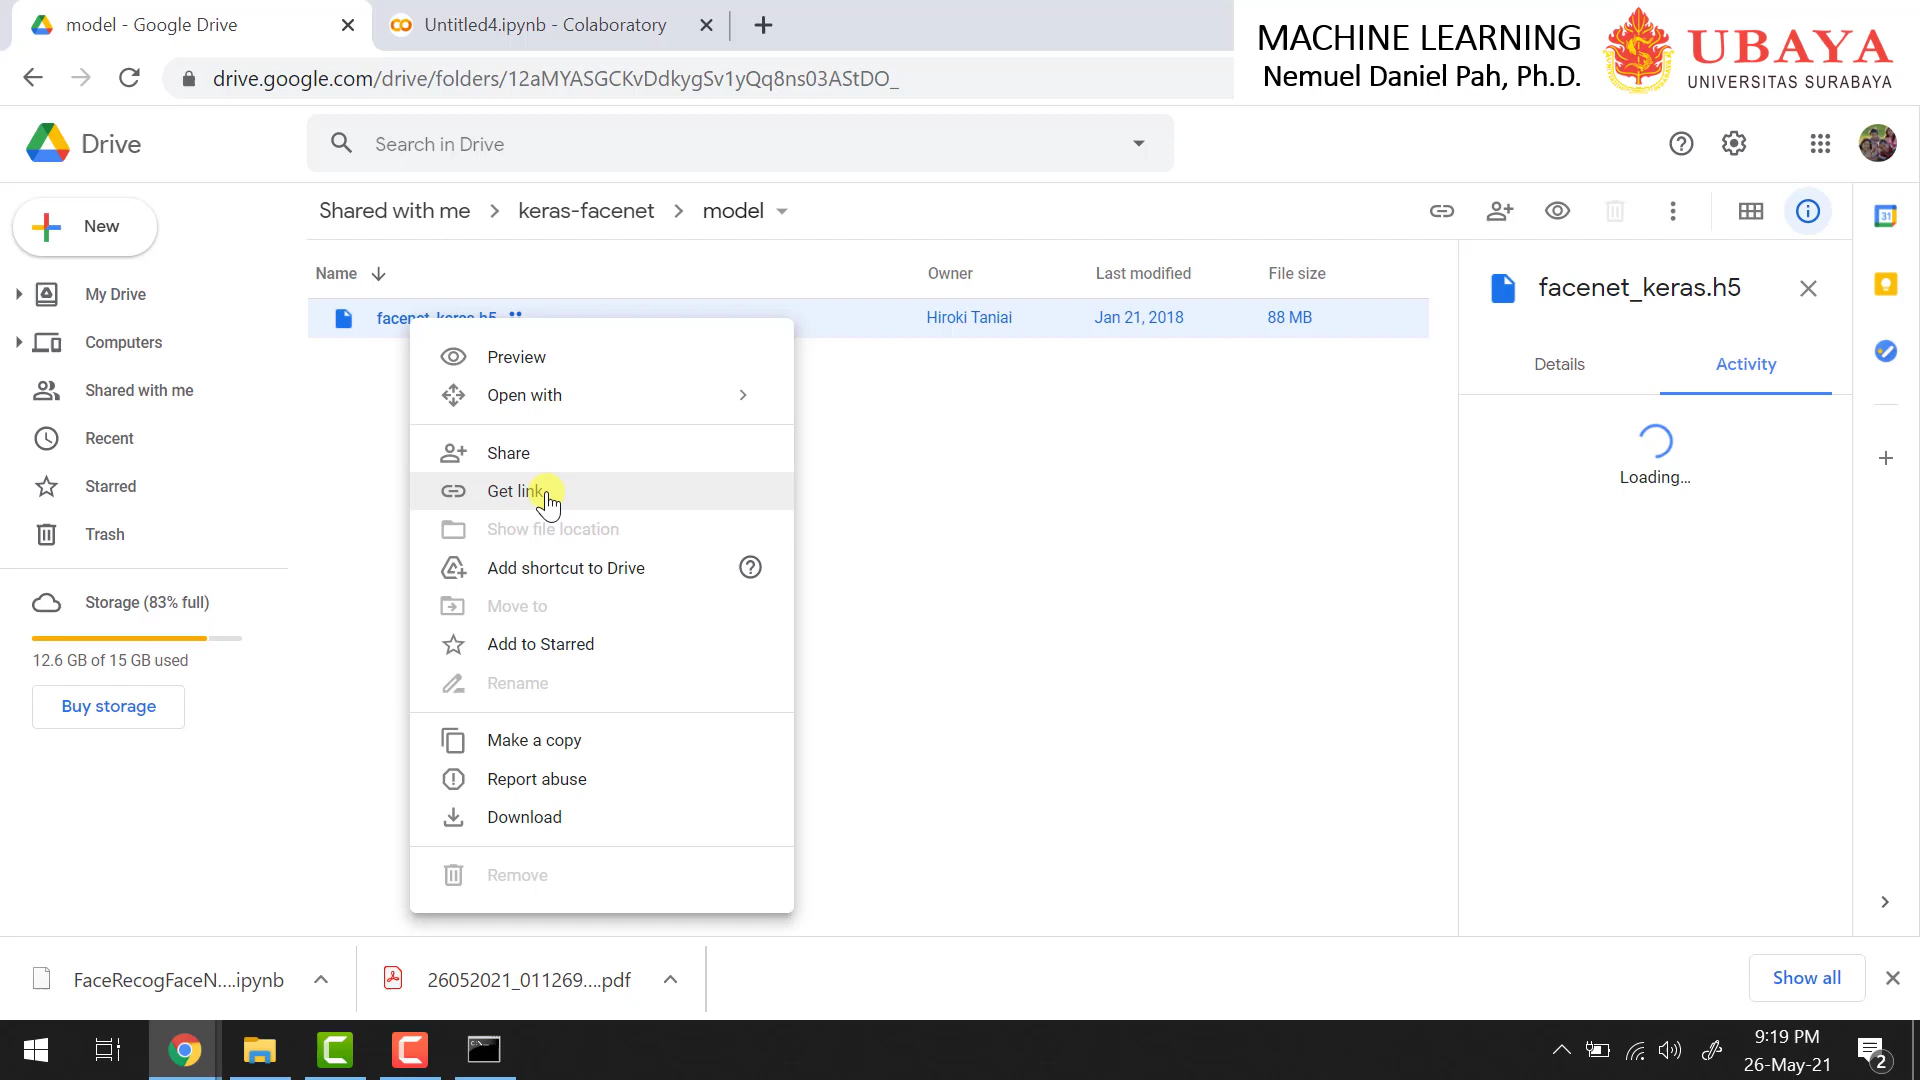 model - Google Drive
Untitled4.ipynb - Colaboratory
drive.google.com/drive/folders/12aMYASGCKvDdkygSv1yQq8ns03AStDO_
MACHINE LEARNING
Nemuel Daniel Pah, Ph.D.
UBAYA
UNIVERSITAS SURABAYA
Drive
Search in Drive
New
My Drive
Computers
Shared with me
Recent
Starred
Trash
Storage (83% full)
12.6 GB of 15 GB used
Buy storage
Shared with me
keras-facenet
model
Name
Owner
Last modified
File size
facenet_keras.h5
Hiroki Taniai
Jan 21, 2018
88 MB
Preview
Open with
Share
Get link
Show file location
Add shortcut to Drive
Move to
Add to Starred
Rename
Make a copy
Report abuse
Download
Remove
facenet_keras.h5
Details
Activity
Loading...
31
FaceRecogFaceN....ipynb
26052021_011269....pdf
Show all
9:19 PM
26-May-21
2